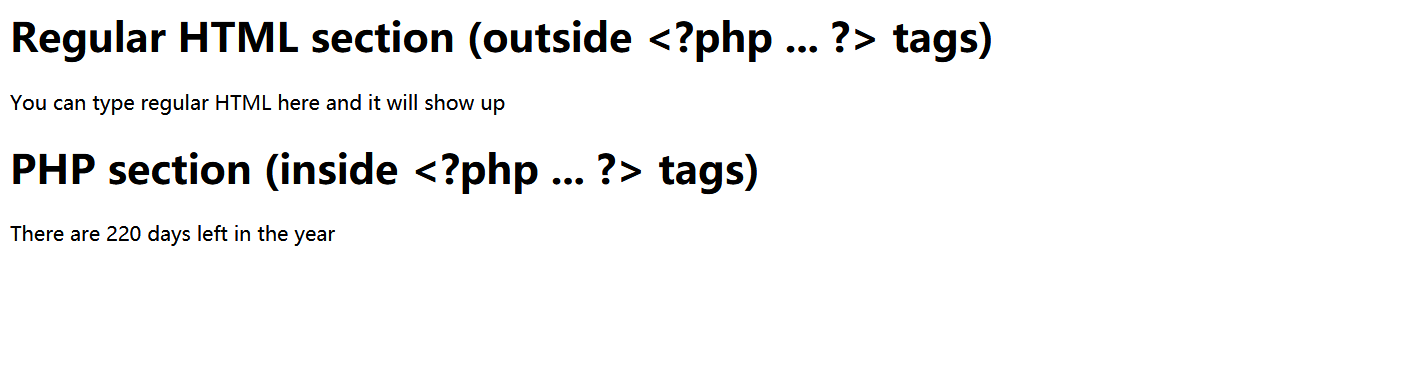 Regular HTML section (outside <?php ... ?> tags)
You can type regular HTML here and it will show up
PHP section (inside <?php ... ?> tags)
There are 220 days left in the year